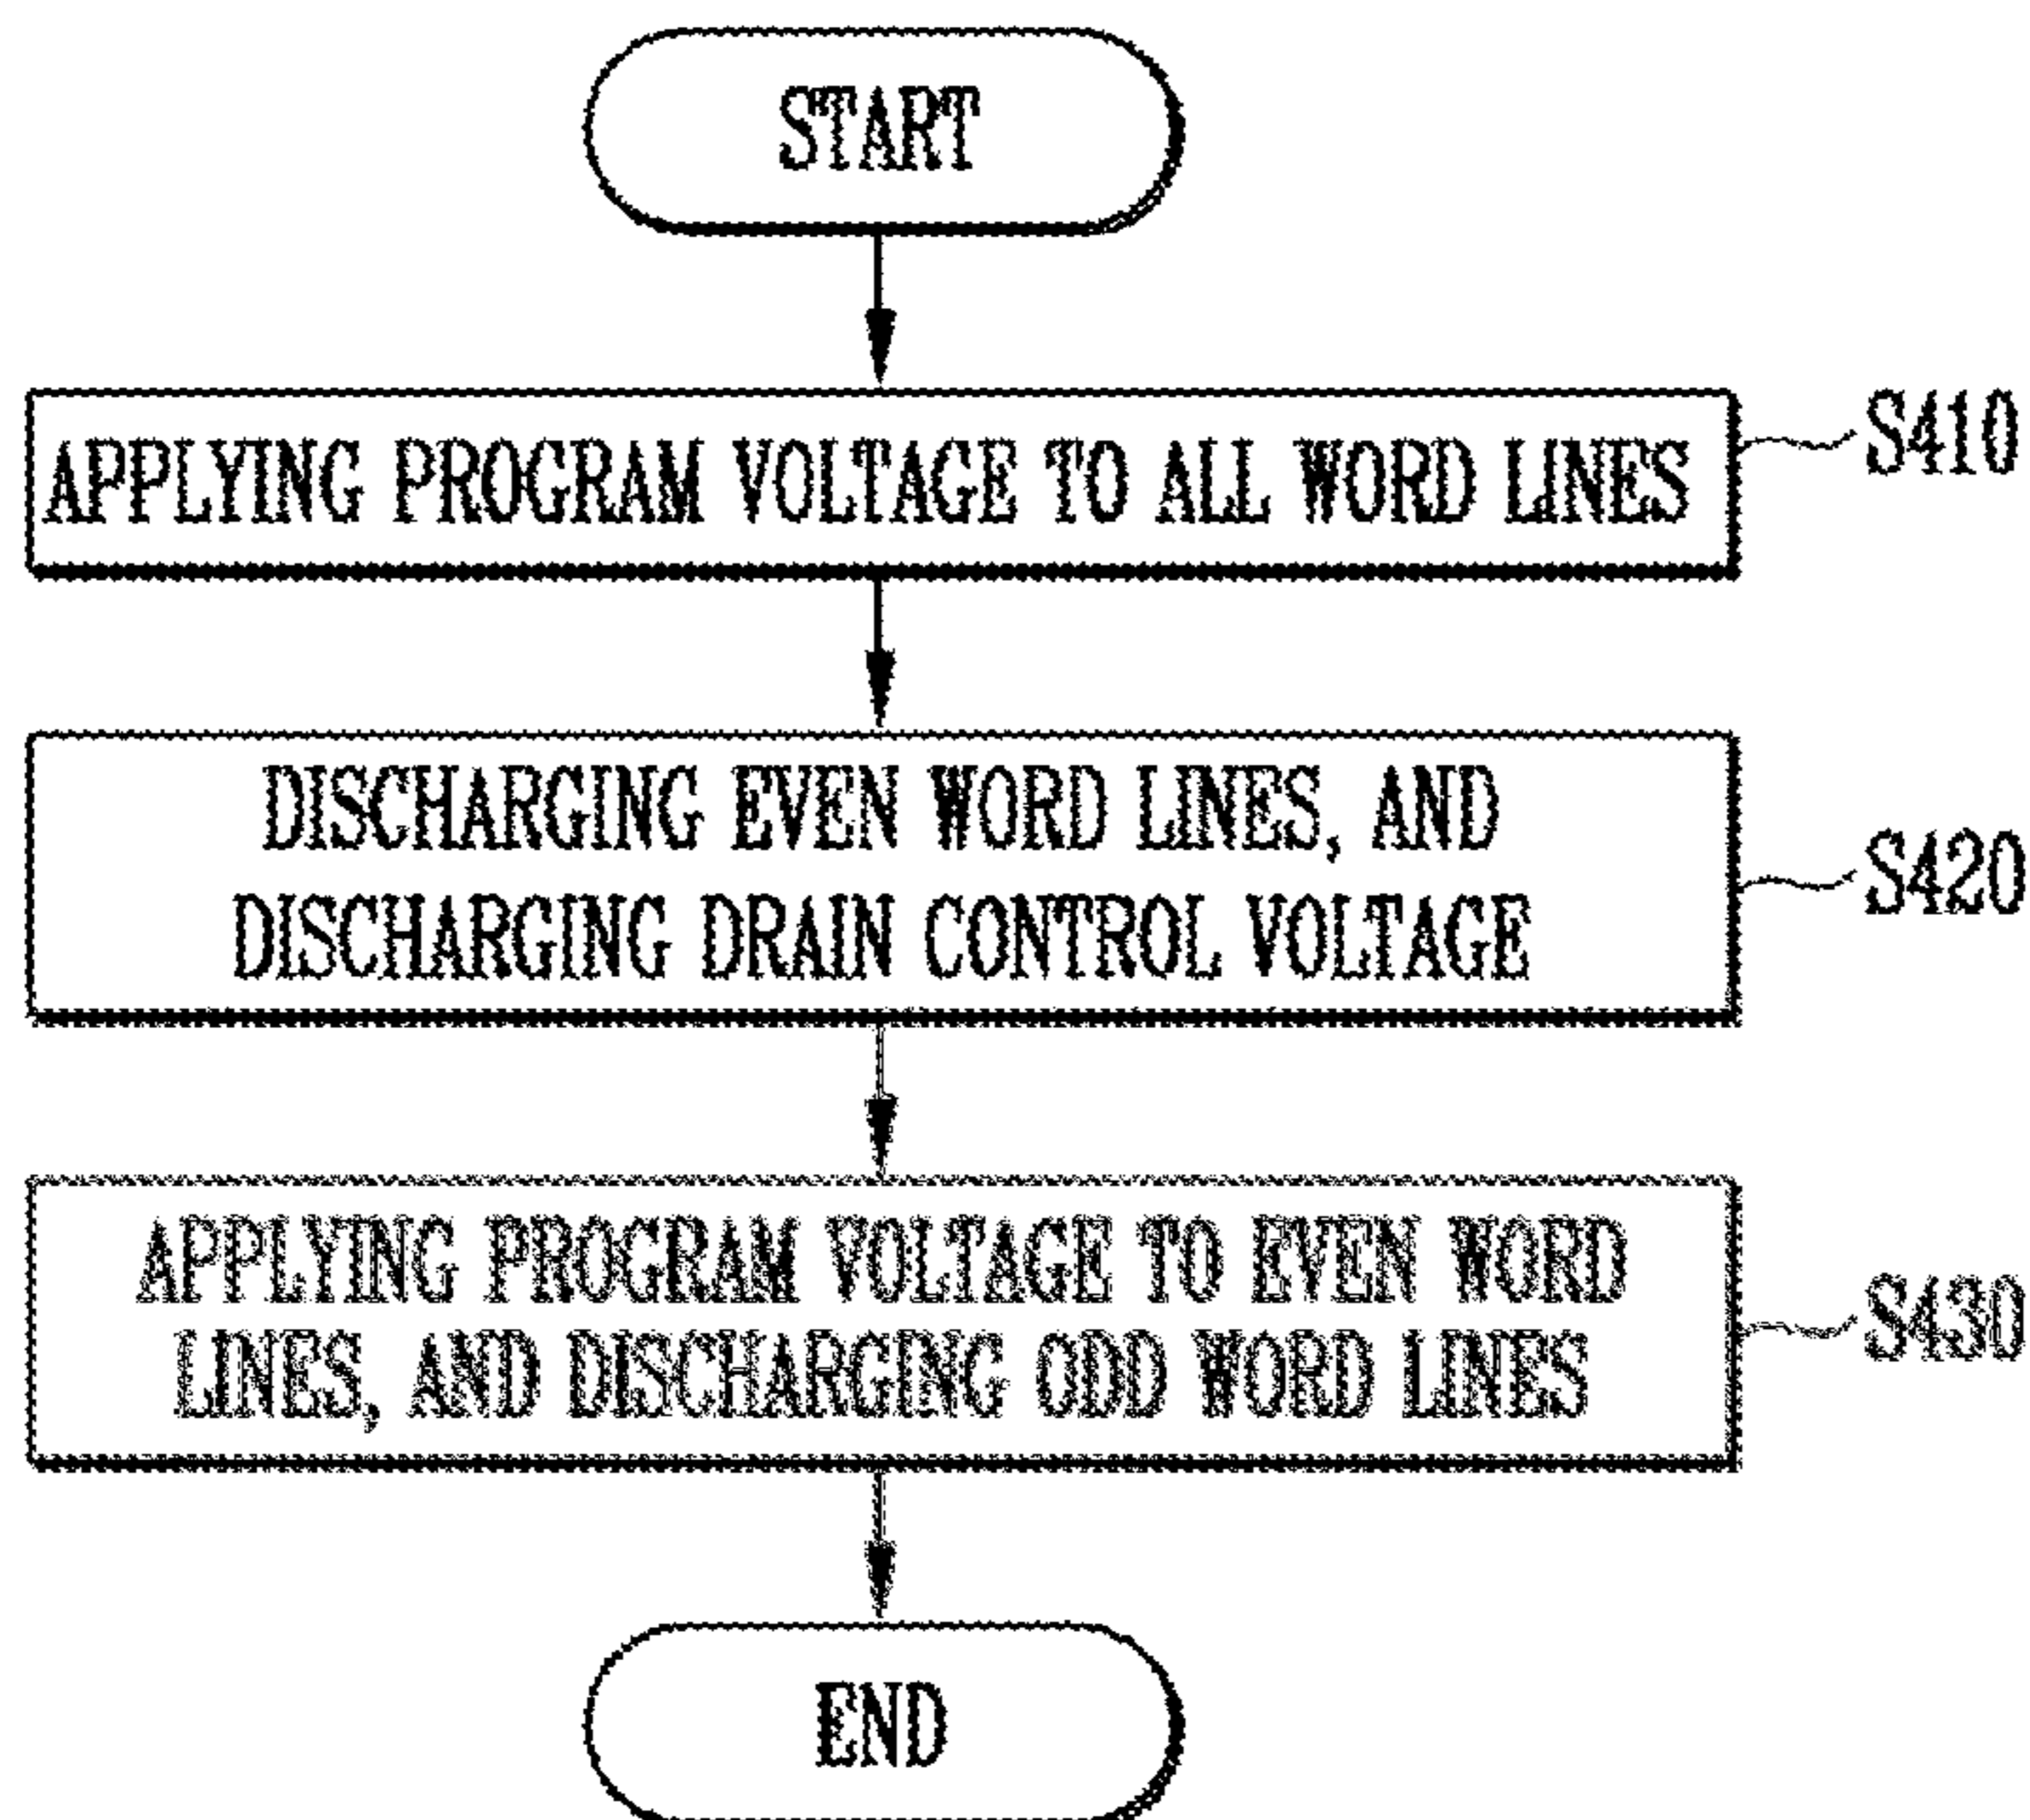 START
APPLYING PROGRAM VOLTAGE TO ALL WORD LINES
S410
DISCHARGING EVEN WORD LINES, AND
DISCHARGING DRAIN CONTROL VOLTAGE
S420
APPLYING PROGRAM VOLTAGE TO EVEN WORD
LINES, AND DISCHARGING ODD WORD LINES
S430
END